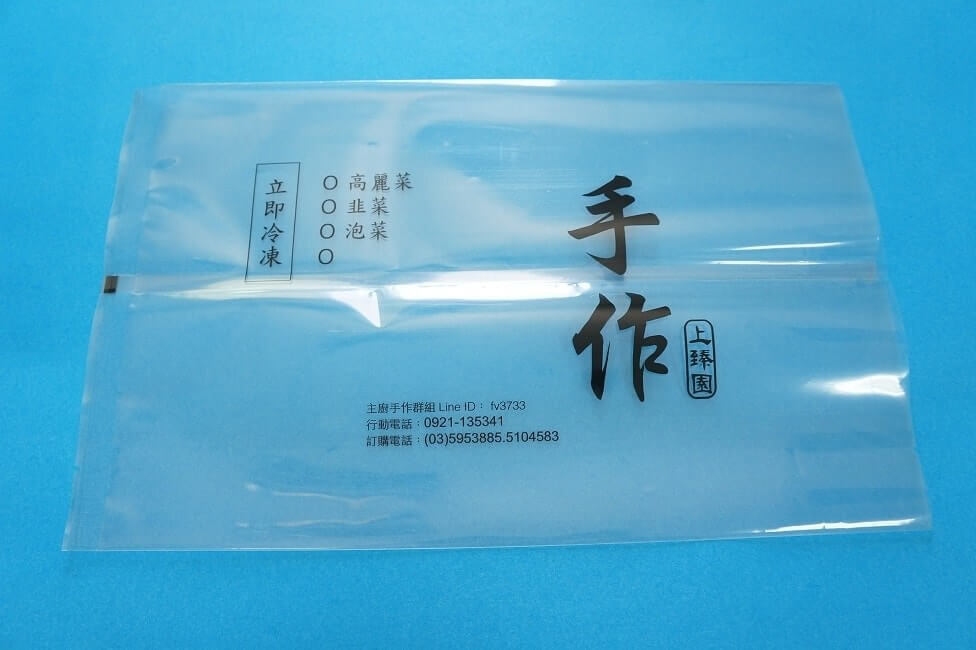 手作
上臻園
立即冷凍
○ 高麗菜
○ 韭菜
○ 泡菜
○
主廚手作群組 Line ID： fv3733
行動電話：0921-135341
訂購電話：(03)5953885.5104583